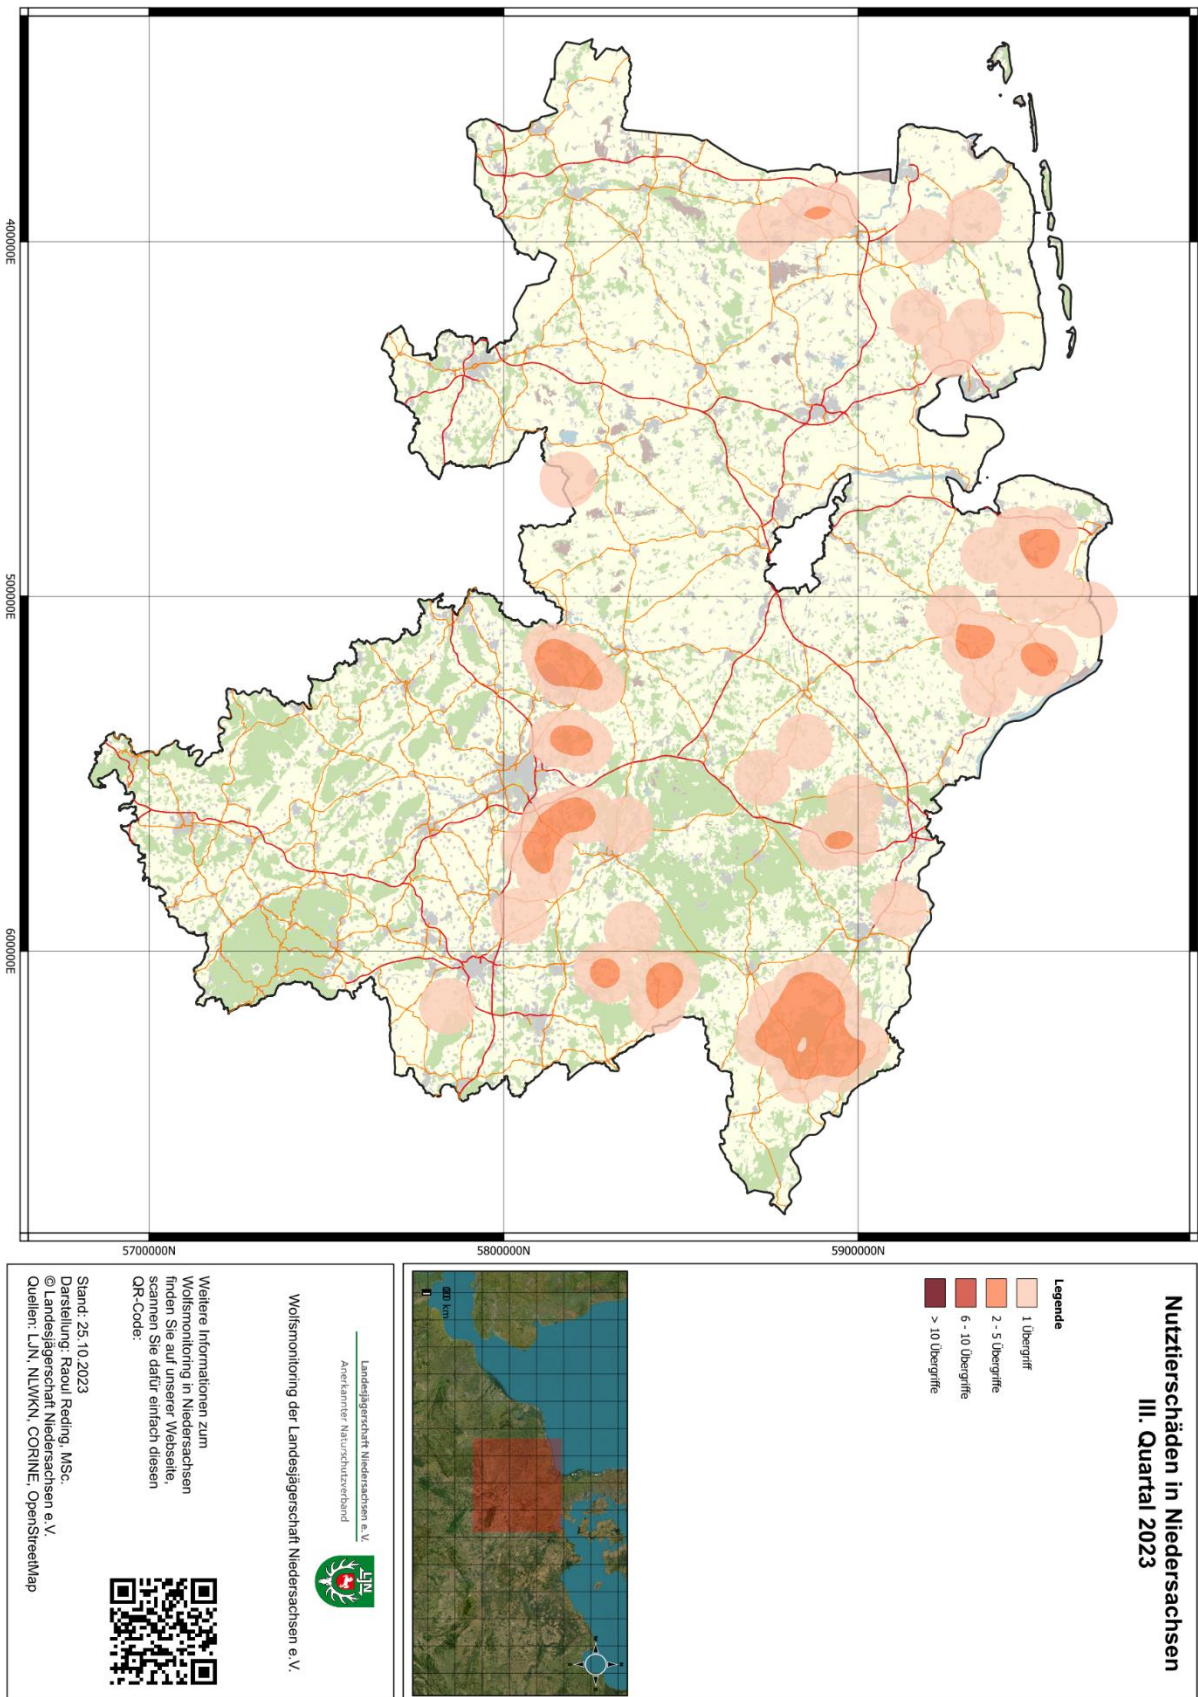 Nutztierschäden in Niedersachsen
III. Quartal 2023
Legende
1 Übergriff
2 - 5 Übergriffe
6 - 10 Übergriffe
> 10 Übergriffe
400000E
500000E
600000E
5700000N
5800000N
5900000N
Landesjägerschaft Niedersachsen e.V.
Anerkannter Naturschutzverband
LJN
Wolfsmonitoring der Landesjägerschaft Niedersachsen e.V.
Weitere Informationen zum
Wolfsmonitoring in Niedersachsen
finden Sie auf unserer Webseite,
scannen Sie dafür einfach diesen
QR-Code:
Stand: 25.10.2023
Darstellung: Raoul Reding, MSc.
© Landesjägerschaft Niedersachsen e.V.
Quellen: LJN, NLWKN, CORINE, OpenStreetMap